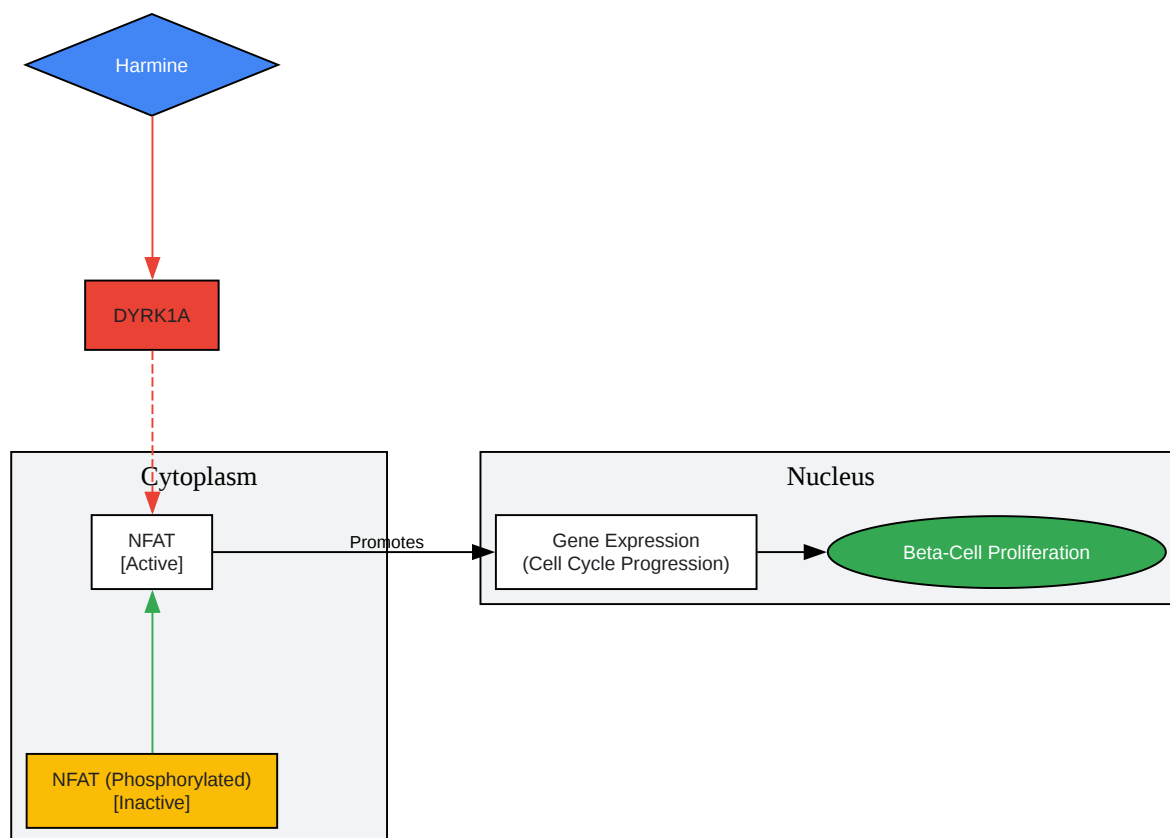 Harmine
DYRK1A
Cytoplasm
Nucleus
NFAT
[Active]
Promotes
Gene Expression
(Cell Cycle Progression)
Beta-Cell Proliferation
NFAT (Phosphorylated)
[Inactive]